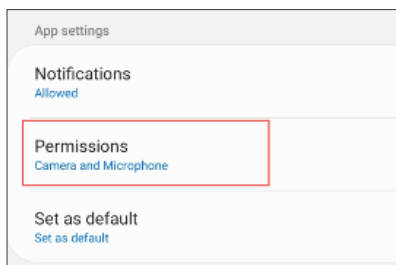 App settings
Notifications
Allowed
Permissions
Camera and Microphone
Set as default
Set as default